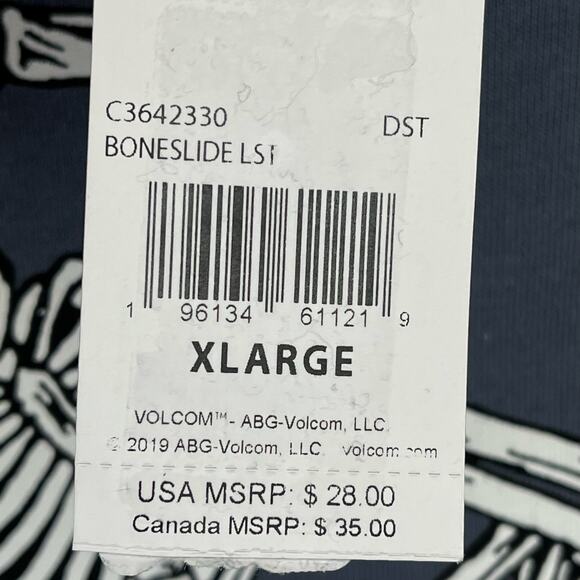 C3642330 DST
BONESLIDE LST
1 96134 61121 9
XLARGE
VOLCOM™- ABG-Volcom, LLC.
© 2019 ABG-Volcom, LLC. volcom.com
USA MSRP: $ 28.00
Canada MSRP: $ 35.00